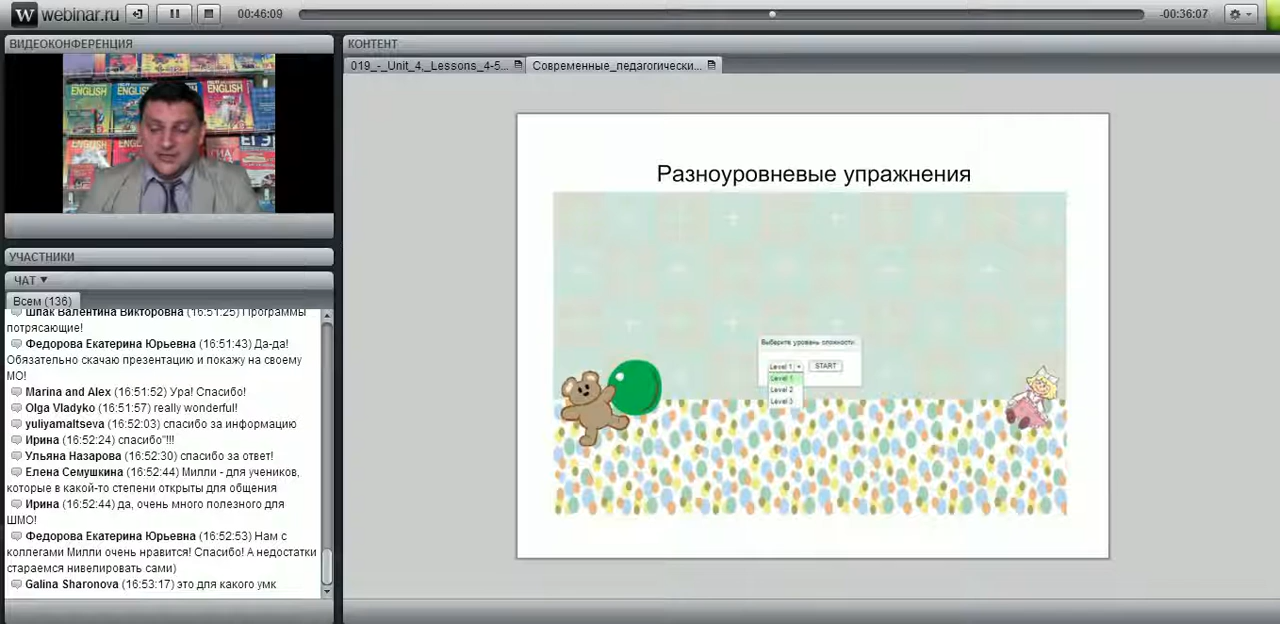 webinar.ru
00:46:09
-00:36:07
ВИДЕОКОНФЕРЕНЦИЯ
КОНТЕНТ
019_-_Unit_4,_Lessons_4-5...
Современные_педагогически...
ENGLISH
ENGLISH
ЕГЭ
ГИА
Разноуровневые упражнения
Выберите уровень сложности
Level 1
START
Level 1
Level 2
Level 3
УЧАСТНИКИ
ЧАТ
Всем (136)
Шпак Валентина Викторовна (16:51:25) Программы
потрясающие!
Федорова Екатерина Юрьевна (16:51:43) Да-да!
Обязательно скачаю презентацию и покажу на своему
МО!
Marina and Alex (16:51:52) Ура! Спасибо!
Olga Vladyko (16:51:57) really wonderful!
yuliyamaltseva (16:52:03) спасибо за информацию
Ирина (16:52:24) спасибо"!!!
Ульяна Назарова (16:52:30) спасибо за ответ!
Елена Семушкина (16:52:44) Милли - для учеников,
которые в какой-то степени открыты для общения
Ирина (16:52:44) да, очень много полезного для
ШМО!
Федорова Екатерина Юрьевна (16:52:53) Нам с
коллегами Милли очень нравится! Спасибо! А недостатки
стараемся нивелировать сами)
Galina Sharonova (16:53:17) это для какого умк